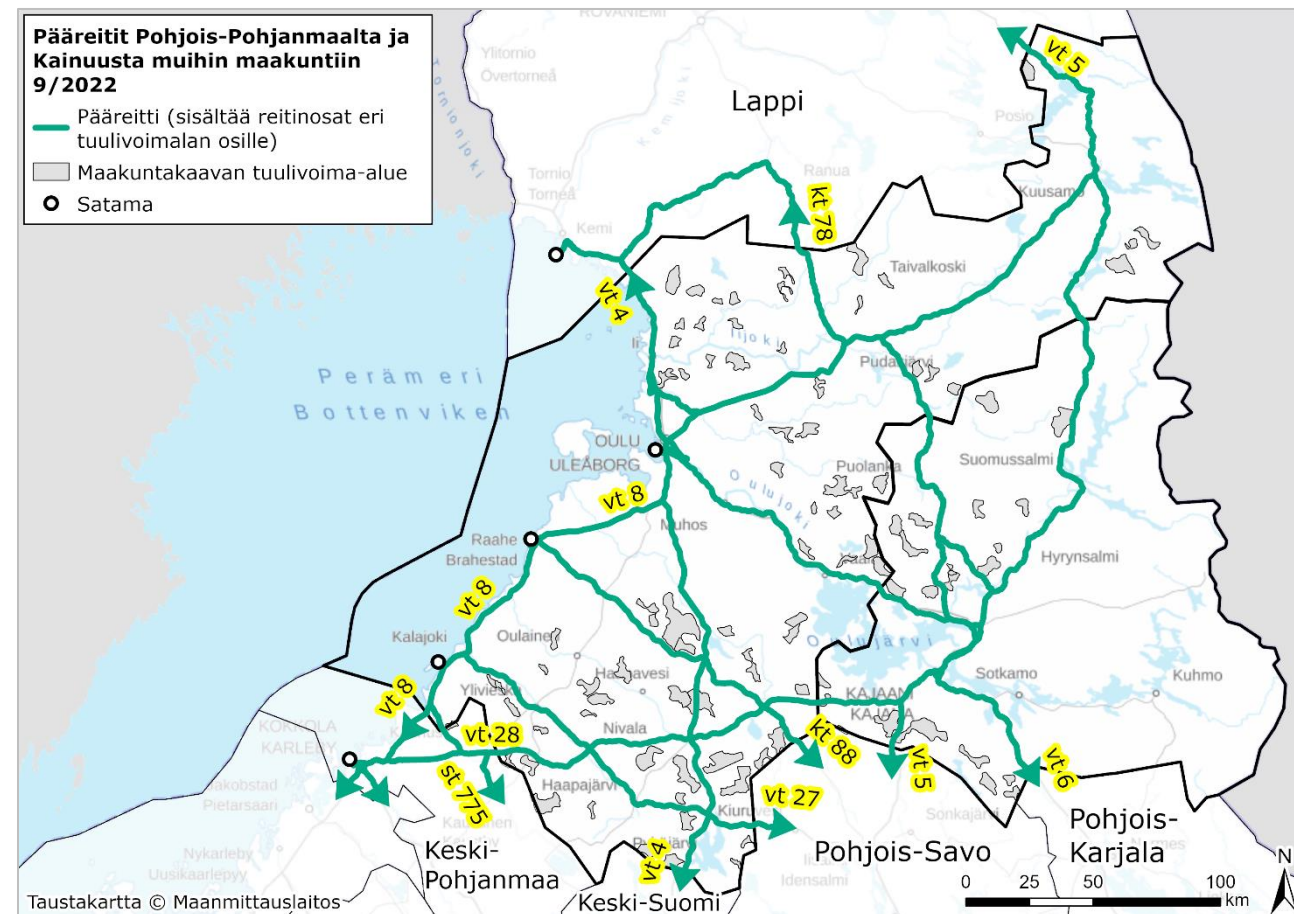 Pääreitit Pohjois-Pohjanmaalta ja
Kainuusta muihin maakuntiin
9/2022
Pääreitti (sisältää reitinosat eri
tuulivoimalan osille)
Maakuntakaavan tuulivoima-alue
Satama
ROVANIEMI
Ylitornio
Övertorneå
Tornionjoki
Kemijoki
Lappi
vt 5
Posio
Tornio
Torneå
Ranua
Kuusamo
kt 78
Kemi
Taivalkoski
vt 4
Ii
Iijoki
Pudasjärvi
Perämeri
Bottenviken
OULU
ULEÅBORG
Puolanka
Suomussalmi
Oulujoki
vt 8
Muhos
Raahe
Brahestad
Hyrynsalmi
vt 8
Kalajoki
Oulainen
Oulujärvi
Haapavesi
Sotkamo
Kuhmo
vt 8
Ylivieska
KAJAANI
KAJANA
KOKKOLA
KARLEBY
vt 28
Nivala
kt 88
vt 5
vt 6
Jakobstad
Pietarsaari
st 775
Haapajärvi
Kiuruvesi
vt 27
Sonkajärvi
Nykarleby
Uusikaarlepyy
Keski-
Pohjanmaa
vt 4
Pohjois-Savo
Idensalmi
Pohjois-
Karjala
Keski-Suomi
N
0 25 50 100
km
Taustakartta © Maanmittauslaitos